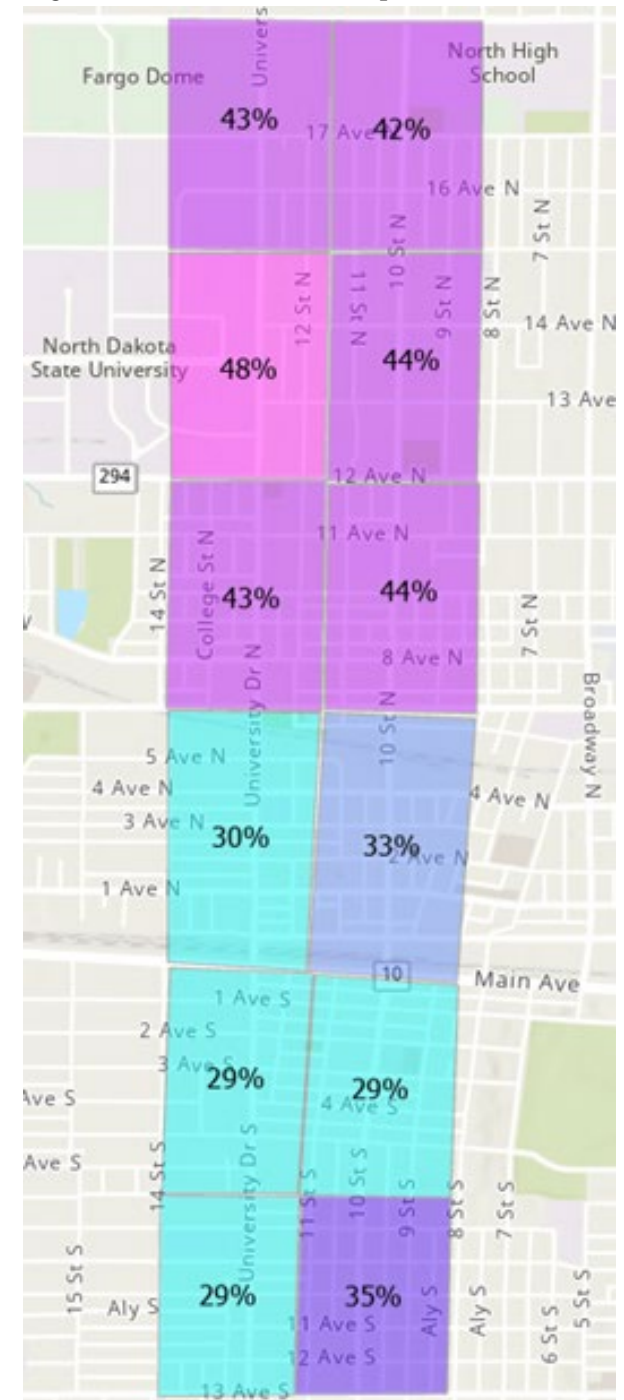 Univers
Fargo Dome
North High
School
43%
17 Ave
42%
16 Ave N
10 St N
7 St N
12 St N
11 St N
9 St N
8 St N
14 Ave N
North Dakota
State University
48%
44%
13 Ave
294
12 Ave N
11 Ave N
14 St N
College St N
43%
44%
7 St N
8 Ave N
University Dr N
10 St N
Broadway N
5 Ave N
4 Ave N
4 Ave N
3 Ave N
30%
33%
2 Ave N
1 Ave N
10
Main Ave
1 Ave S
2 Ave S
3 Ave S
29%
29%
4 Ave S
Ave S
Ave S
14 St S
University Dr S
11 St S
10 St S
9 St S
8 St S
7 St S
15 St S
Aly S
29%
35%
Aly S
Aly S
6 St S
5 St S
11 Ave S
12 Ave S
13 Ave S